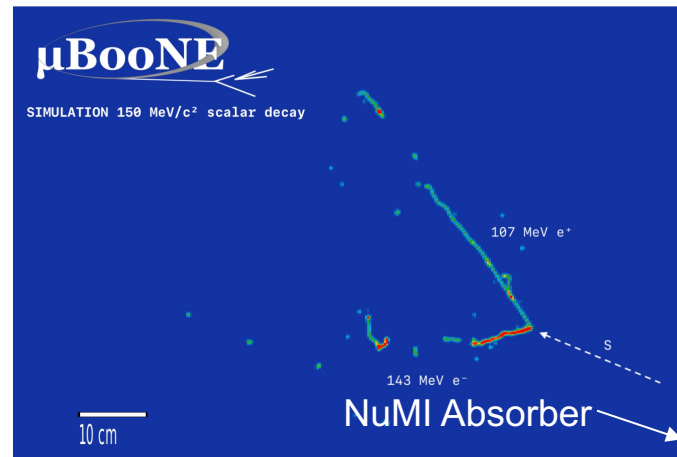 µBooNE
SIMULATION 150 MeV/c² scalar decay
107 MeV e⁺
S
143 MeV e⁻
NuMI Absorber
10 cm